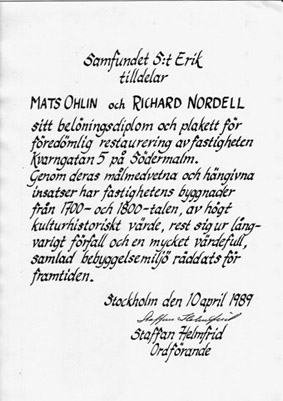 Samfundet S:t Erik
tilldelar
MATS OHLIN och RICHARD NORDELL
sitt belöningsdiplom och plakett för
föredömlig restaurering av fastigheten
Kvarngatan 5 på Södermalm.
Genom deras målmedvetna och hängivna
insatser har fastighetens byggnader
från 1700- och 1800-talen, av högt
kulturhistoriskt värde, rest sig ur lång-
varigt förfall och en mycket värdefull,
samlad bebyggelsemiljö räddats för
framtiden.
Stockholm den 10 april 1989
Staffan Helmfrid
Staffan Helmfrid
Ordförande